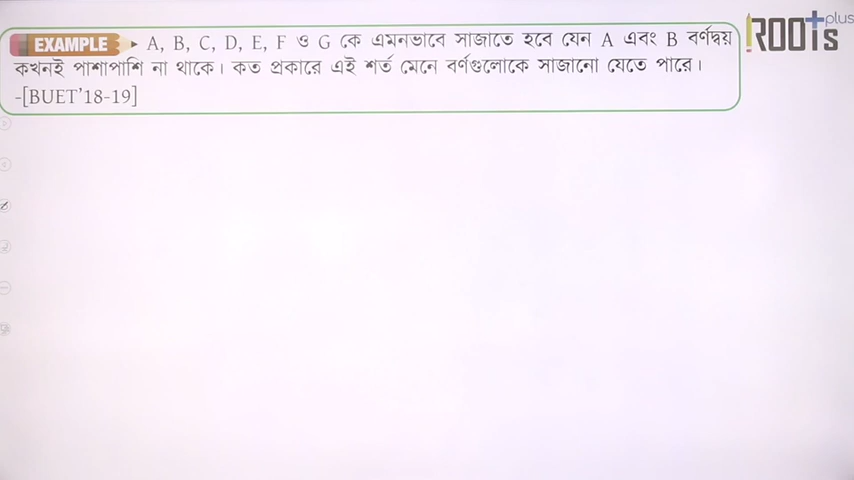 EXAMPLE A, B, C, D, E, F ও G কে এমনভাবে সাজাতে হবে যেন A এবং B বর্ণদ্বয়
কখনই পাশাপাশি না থাকে। কত প্রকারে এই শর্ত মেনে বর্ণগুলোকে সাজানো যেতে পারে।
-[BUET'18-19]
ROOTs plus